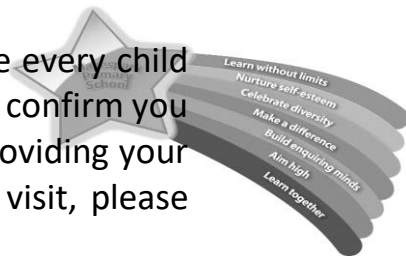 e every child
confirm you
oviding your
visit, please
Primary
School
Learn without limits
Nurture self-esteem
Celebrate diversity
Make a difference
Build enquiring minds
Aim high
Learn together